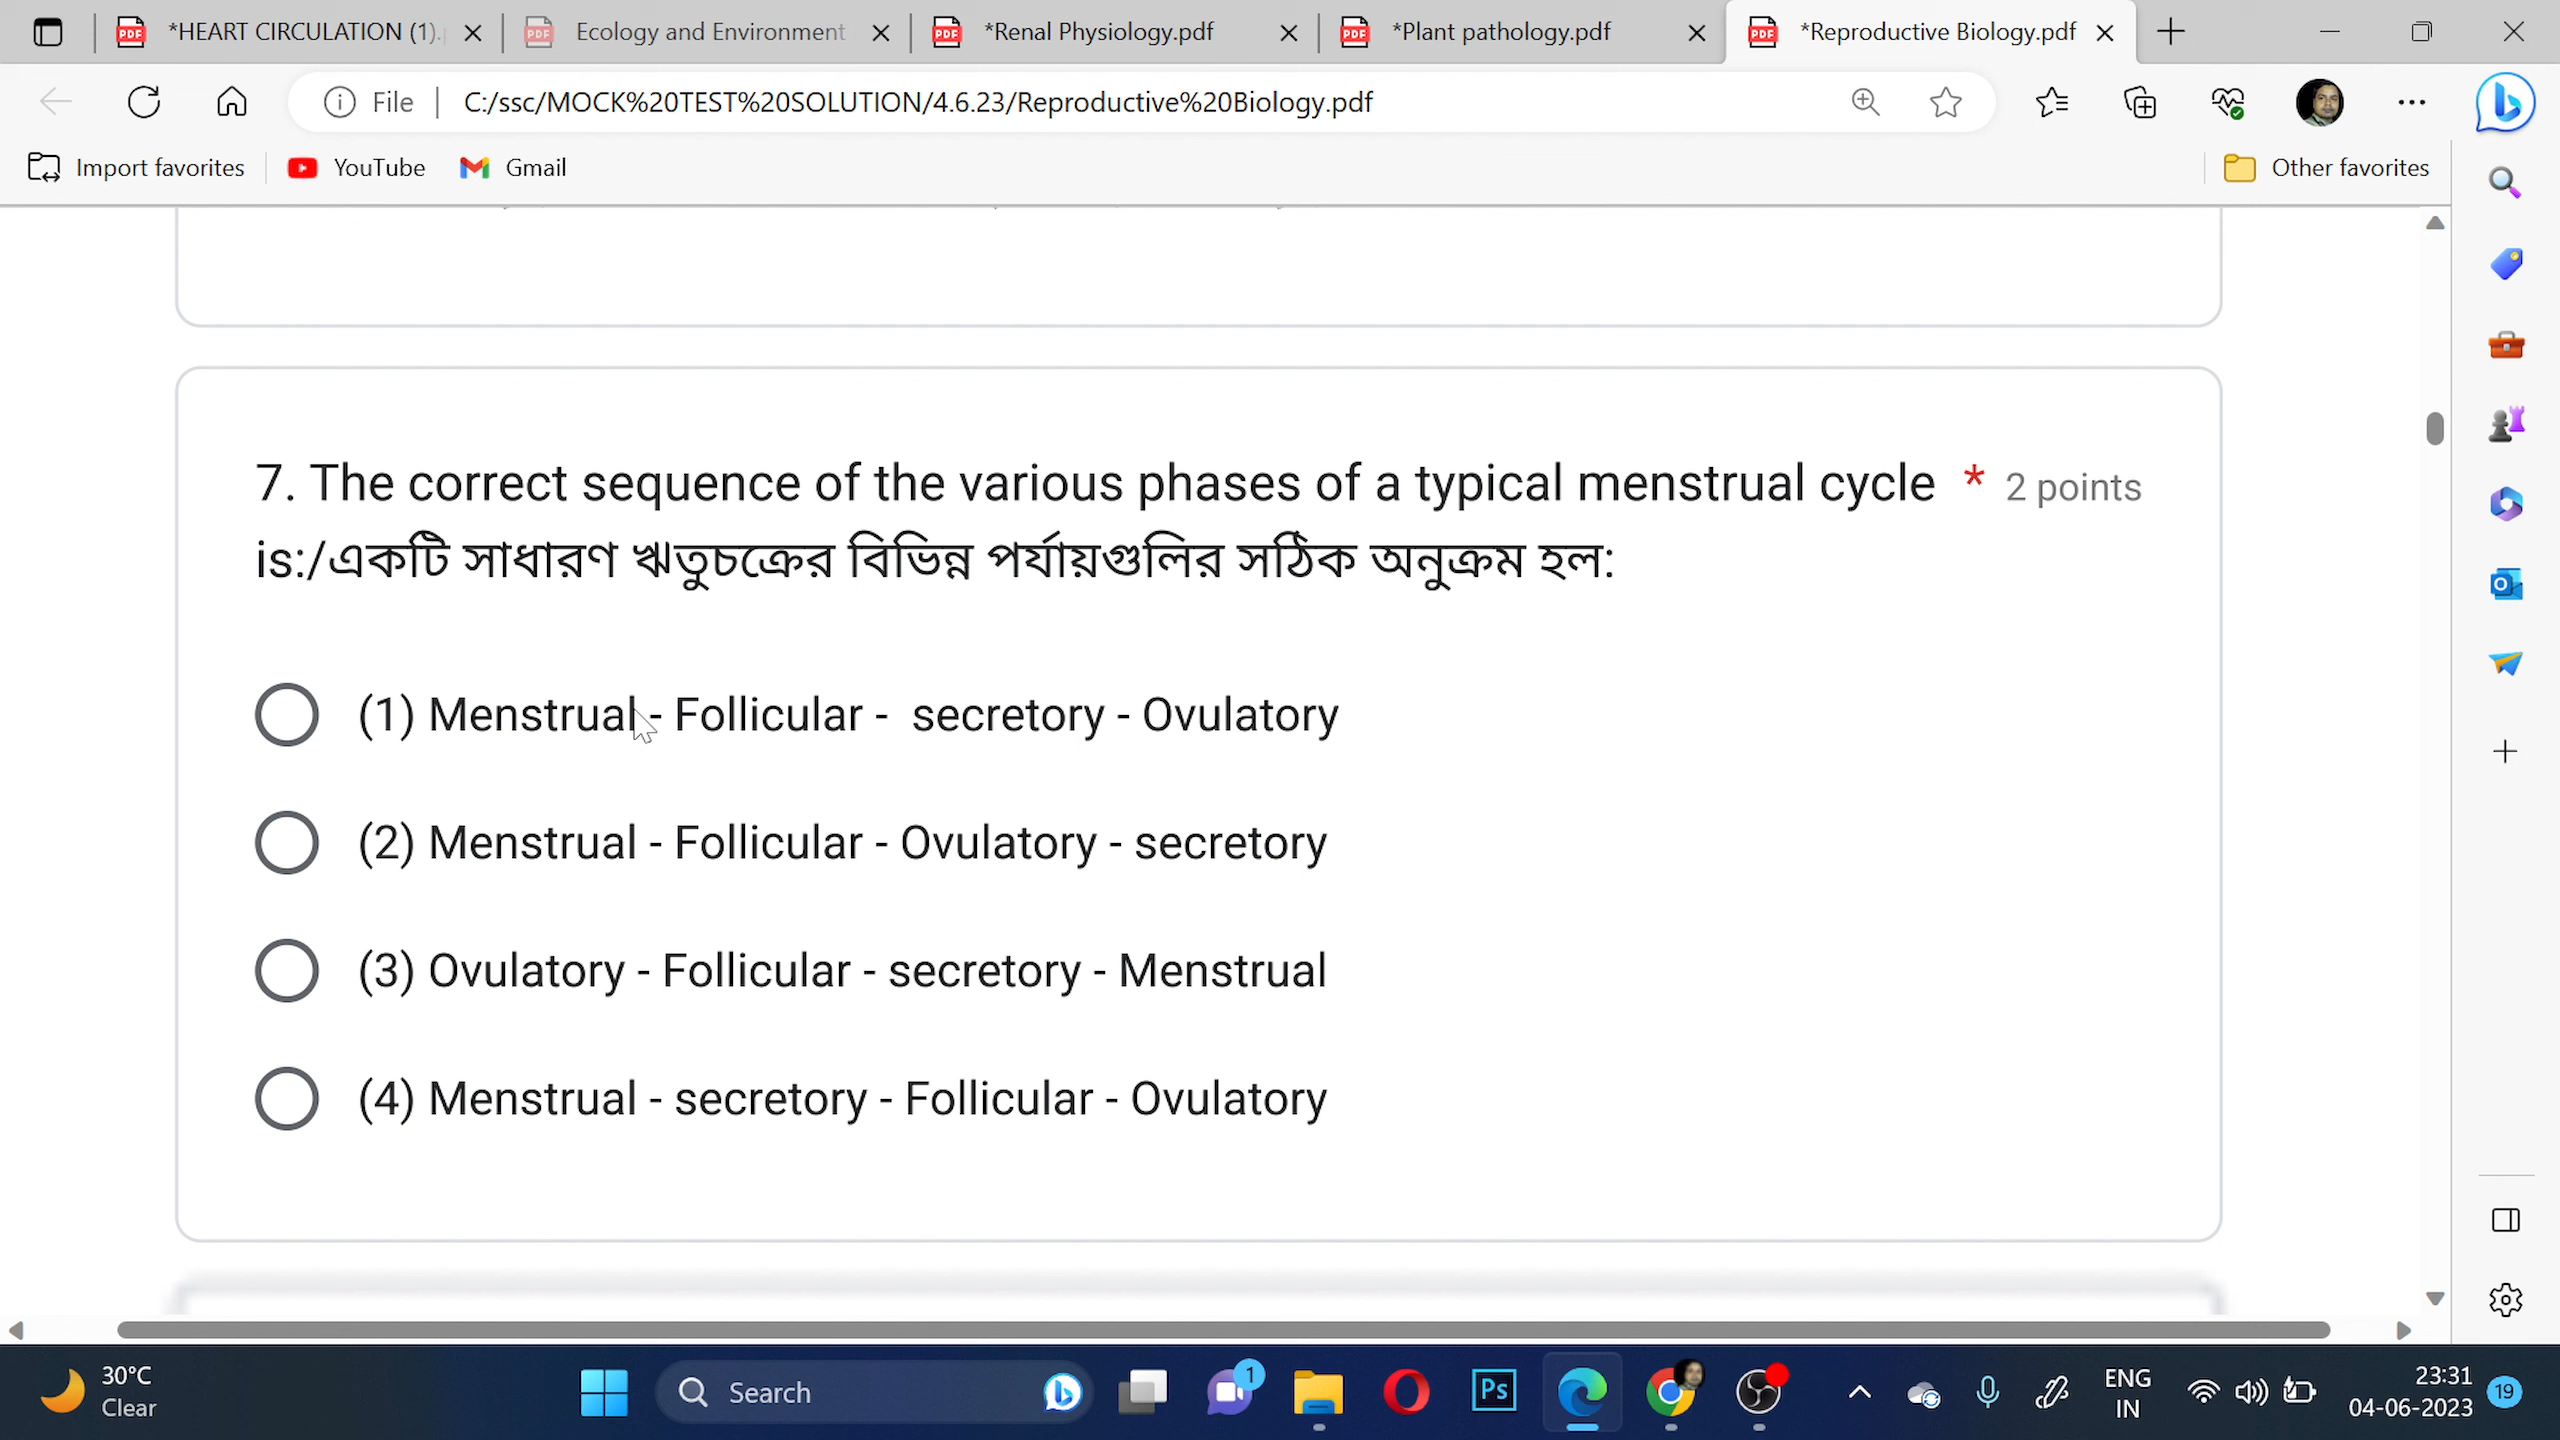 *HEART CIRCULATION (1).
Ecology and Environment
*Renal Physiology.pdf
*Plant pathology.pdf
*Reproductive Biology.pdf
File
C:/ssc/MOCK%20TEST%20SOLUTION/4.6.23/Reproductive%20Biology.pdf
Import favorites
YouTube
Gmail
Other favorites
7. The correct sequence of the various phases of a typical menstrual cycle * 2 points
is:/একটি সাধারণ ঋতুচক্রের বিভিন্ন পর্যায়গুলির সঠিক অনুক্রম হল:
(1) Menstrual - Follicular - secretory - Ovulatory
(2) Menstrual - Follicular - Ovulatory - secretory
(3) Ovulatory - Follicular - secretory - Menstrual
(4) Menstrual - secretory - Follicular - Ovulatory
30°C
Clear
Search
1
Ps
ENG
IN
23:31
04-06-2023
19